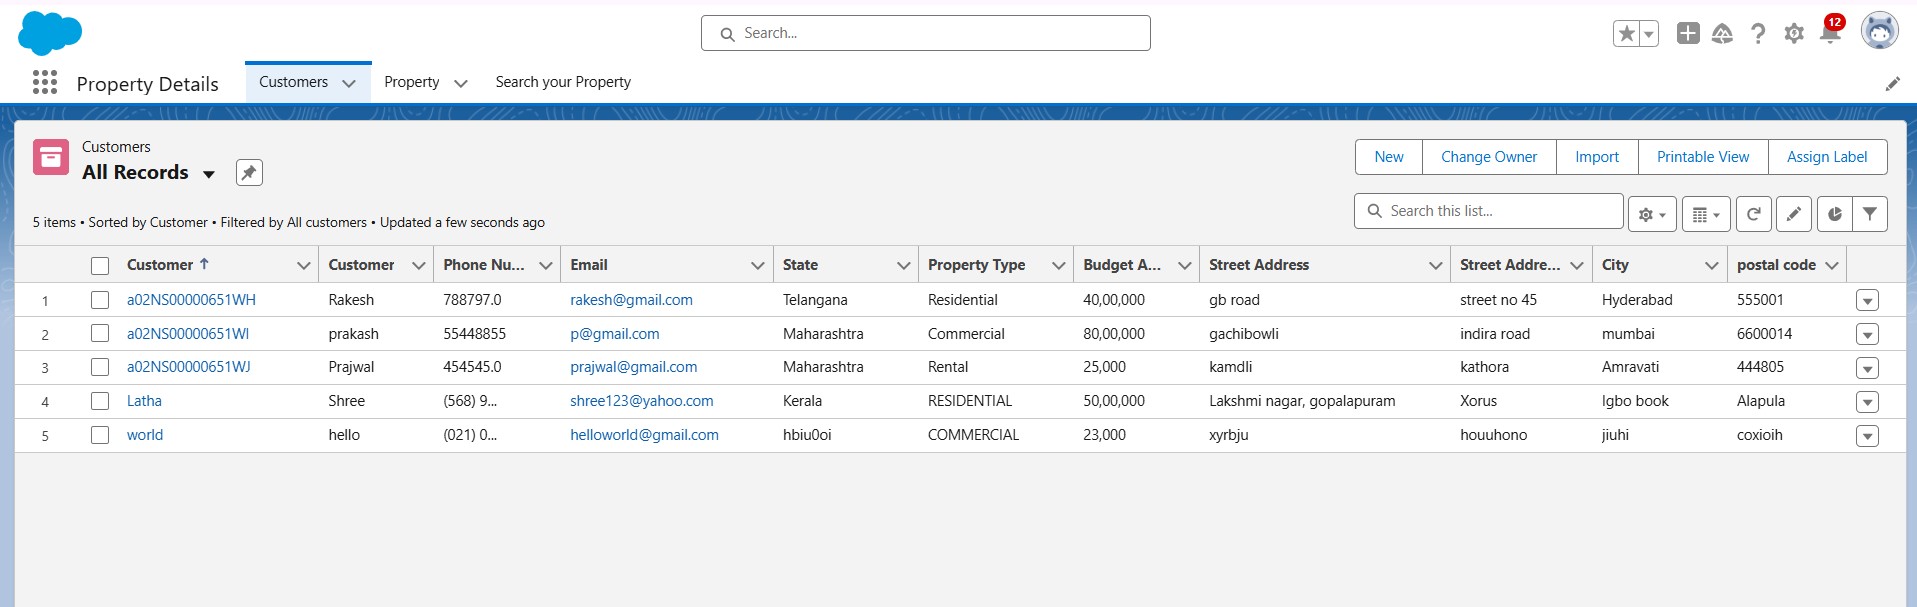 Search...
12
Property Details
Customers
Property
Search your Property
Customers
All Records
New
Change Owner
Import
Printable View
Assign Label
5 items • Sorted by Customer • Filtered by All customers • Updated a few seconds ago
Search this list...
Customer ↑ Customer Phone Nu... Email State Property Type Budget A... Street Address Street Addre... City postal code
1 a02NS00000651WH Rakesh 788797.0 rakesh@gmail.com Telangana Residential 40,00,000 gb road street no 45 Hyderabad 555001
2 a02NS00000651WI prakash 55448855 p@gmail.com Maharashtra Commercial 80,00,000 gachibowli indira road mumbai 6600014
3 a02NS00000651WJ Prajwal 454545.0 prajwal@gmail.com Maharashtra Rental 25,000 kamdli kathora Amravati 444805
4 Latha Shree (568) 9... shree123@yahoo.com Kerala RESIDENTIAL 50,00,000 Lakshmi nagar, gopalapuram Xorus Igbo book Alapula
5 world hello (021) 0... helloworld@gmail.com hbiu0oi COMMERCIAL 23,000 xyrbju houuhono jiuhi coxioih